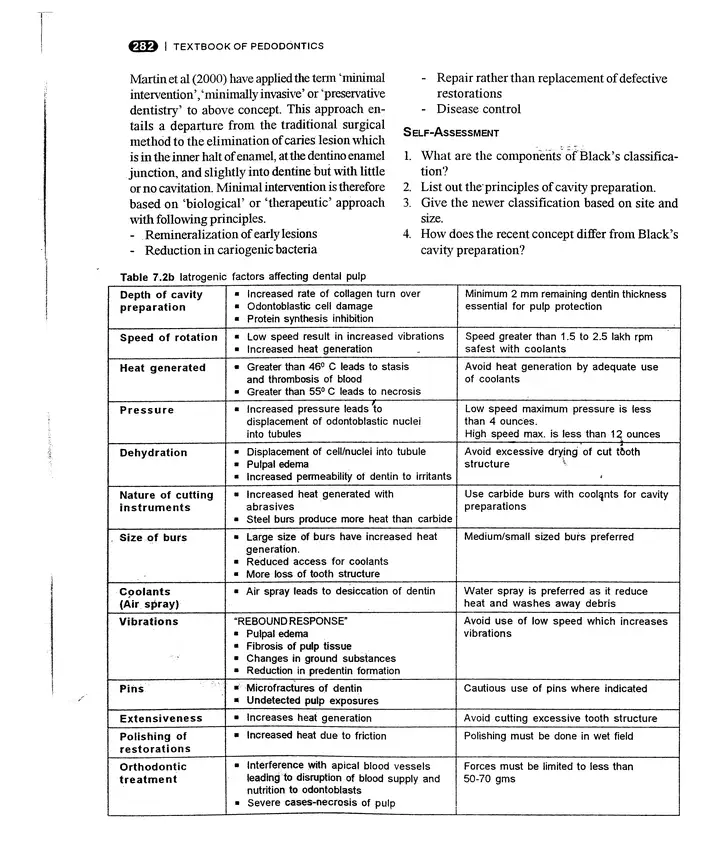 282 | TEXTBOOK OF PEDODONTICS
Martin et al (2000) have applied the term ‘minimal
intervention’, ‘minimally invasive’ or ‘preservative
dentistry’ to above concept. This approach en-
tails a departure from the traditional surgical
method to the elimination of caries lesion which
is in the inner halt of enamel, at the dentino enamel
junction, and slightly into dentine but with little
or no cavitation. Minimal intervention is therefore
based on ‘biological’ or ‘therapeutic’ approach
with following principles.
- Remineralization of early lesions
- Reduction in cariogenic bacteria
- Repair rather than replacement of defective
restorations
- Disease control
SELF-ASSESSMENT
1. What are the components of Black’s classifica-
tion?
2. List out the principles of cavity preparation.
3. Give the newer classification based on site and
size.
4. How does the recent concept differ from Black’s
cavity preparation?
Table 7.2b Iatrogenic factors affecting dental pulp
Depth of cavity
preparation
▪ Increased rate of collagen turn over
▪ Odontoblastic cell damage
▪ Protein synthesis inhibition
Minimum 2 mm remaining dentin thickness
essential for pulp protection
Speed of rotation
▪ Low speed result in increased vibrations
▪ Increased heat generation
Speed greater than 1.5 to 2.5 lakh rpm
safest with coolants
Heat generated
▪ Greater than 46⁰ C leads to stasis
and thrombosis of blood
▪ Greater than 55⁰ C leads to necrosis
Avoid heat generation by adequate use
of coolants
Pressure
▪ Increased pressure leads to
displacement of odontoblastic nuclei
into tubules
Low speed maximum pressure is less
than 4 ounces.
High speed max. is less than 12 ounces
Dehydration
▪ Displacement of cell/nuclei into tubule
▪ Pulpal edema
▪ Increased permeability of dentin to irritants
Avoid excessive drying of cut tooth
structure
Nature of cutting
instruments
▪ Increased heat generated with
abrasives
▪ Steel burs produce more heat than carbide
Use carbide burs with coolants for cavity
preparations
Size of burs
▪ Large size of burs have increased heat
generation.
▪ Reduced access for coolants
▪ More loss of tooth structure
Medium/small sized burs preferred
Coolants
(Air spray)
▪ Air spray leads to desiccation of dentin
Water spray is preferred as it reduce
heat and washes away debris
Vibrations
“REBOUND RESPONSE”
▪ Pulpal edema
▪ Fibrosis of pulp tissue
▪ Changes in ground substances
▪ Reduction in predentin formation
Avoid use of low speed which increases
vibrations
Pins
▪ Microfractures of dentin
▪ Undetected pulp exposures
Cautious use of pins where indicated
Extensiveness
▪ Increases heat generation
Avoid cutting excessive tooth structure
Polishing of
restorations
▪ Increased heat due to friction
Polishing must be done in wet field
Orthodontic
treatment
▪ Interference with apical blood vessels
leading to disruption of blood supply and
nutrition to odontoblasts
▪ Severe cases-necrosis of pulp
Forces must be limited to less than
50-70 gms